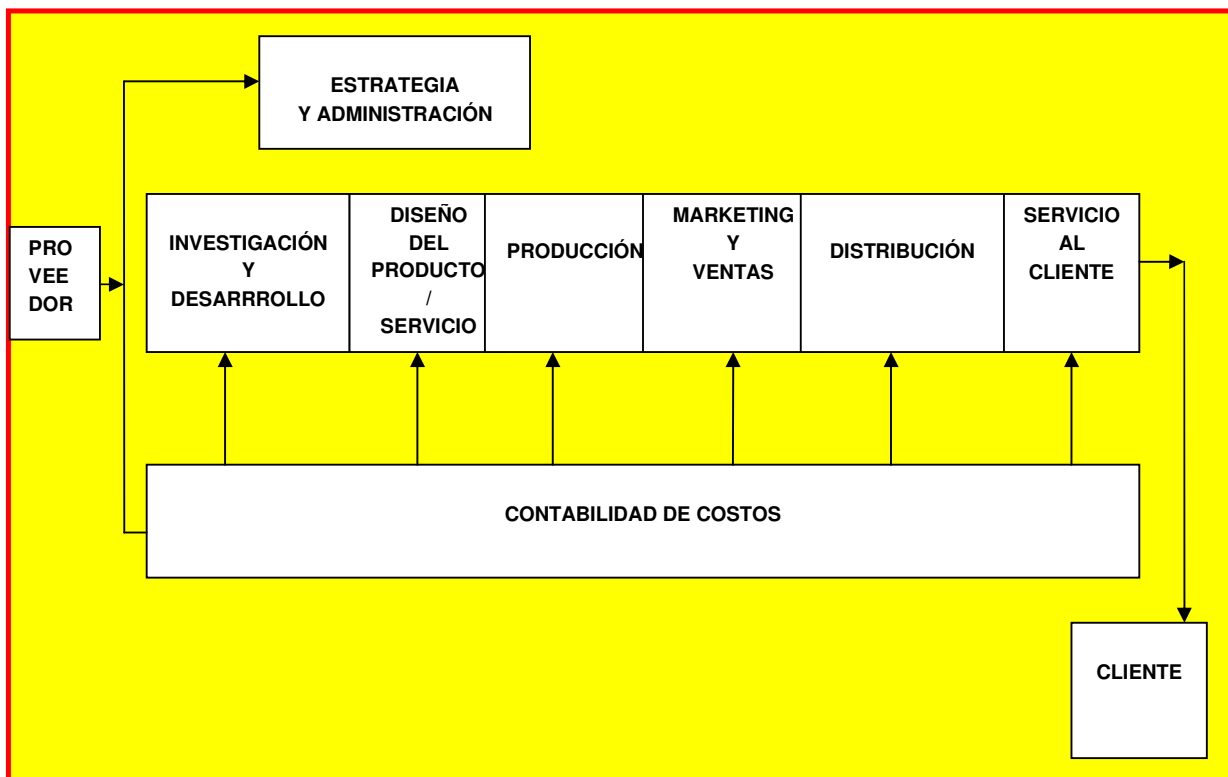 ESTRATEGIA
Y ADMINISTRACIÓN
PRO
VEE
DOR
INVESTIGACIÓN
Y
DESARRROLLO
DISEÑO
DEL
PRODUCTO
/
SERVICIO
PRODUCCIÓN
MARKETING
Y
VENTAS
DISTRIBUCIÓN
SERVICIO
AL
CLIENTE
CONTABILIDAD DE COSTOS
CLIENTE